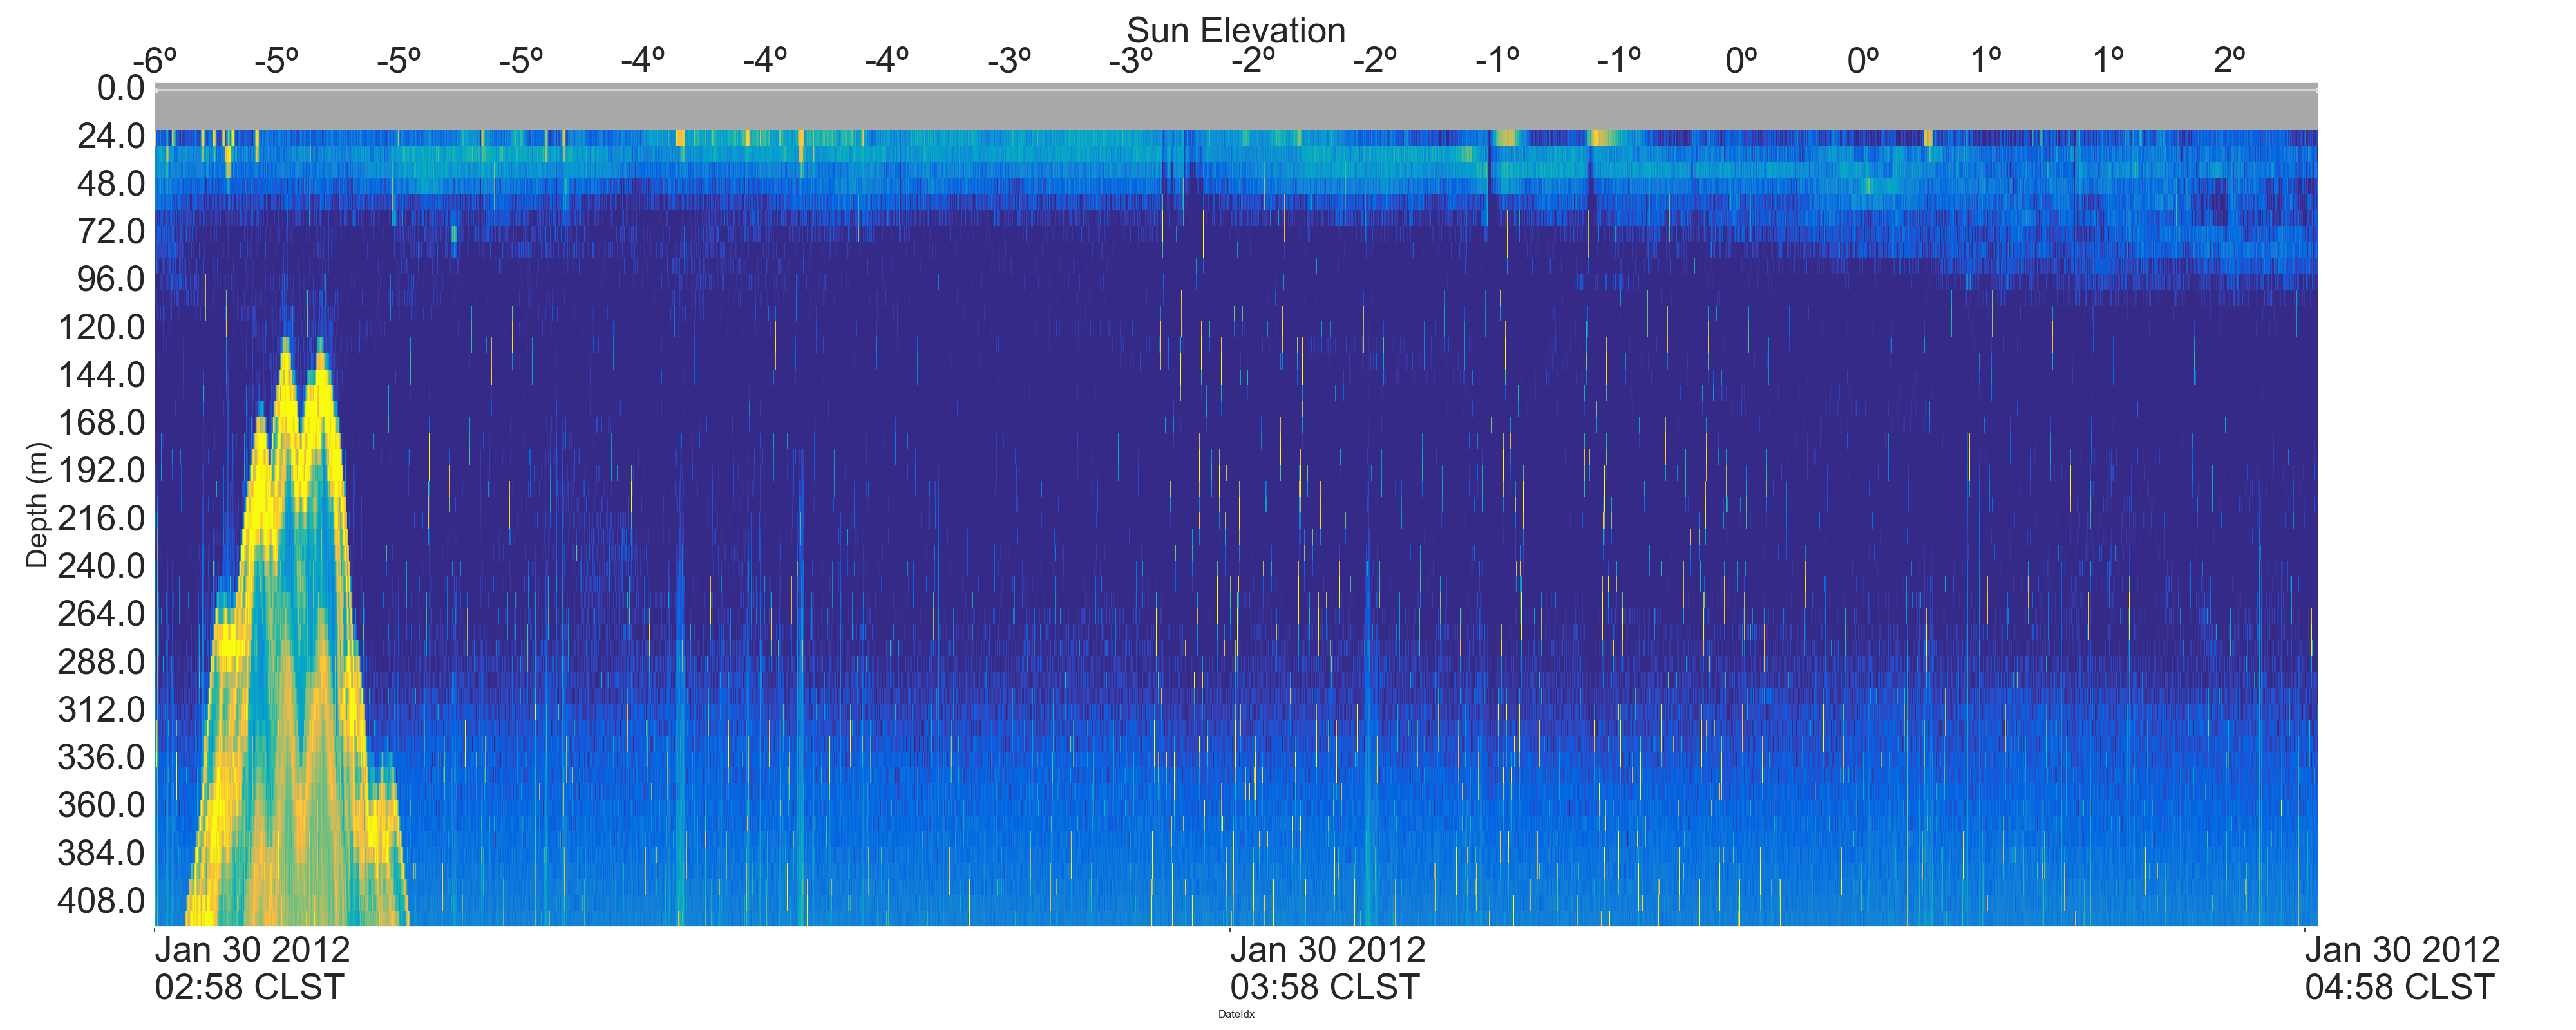 Sun Elevation
-6º -5º -5º -5º -4º -4º -4º -3º -3º -2º -2º -1º -1º 0º 0º 1º 1º 2º
0.0
24.0
48.0
72.0
96.0
120.0
144.0
168.0
192.0
216.0
240.0
264.0
288.0
312.0
336.0
360.0
384.0
408.0
Depth (m)
Jan 30 2012
02:58 CLST
Jan 30 2012
03:58 CLST
Jan 30 2012
04:58 CLST
DateIdx